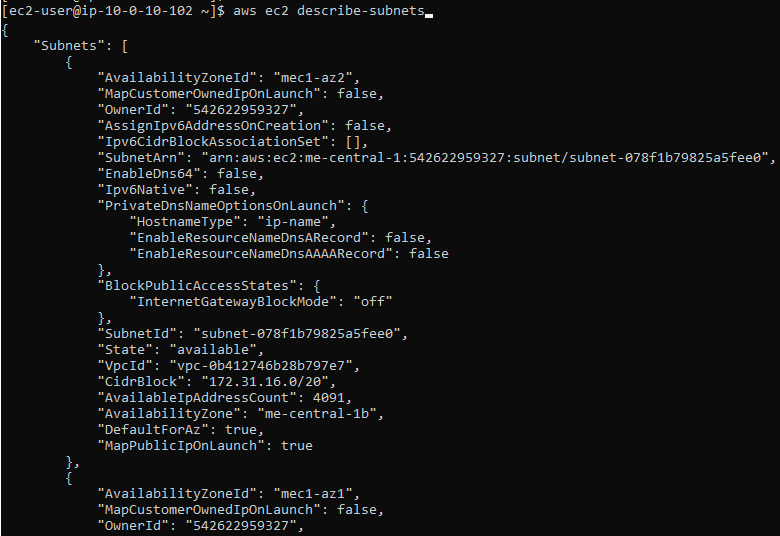 [ec2-user@ip-10-0-10-102 ~]$ aws ec2 describe-subnets
{
    "Subnets": [
        {
            "AvailabilityZoneId": "mec1-az2",
            "MapCustomerOwnedIpOnLaunch": false,
            "OwnerId": "542622959327",
            "AssignIpv6AddressOnCreation": false,
            "Ipv6CidrBlockAssociationSet": [],
            "SubnetArn": "arn:aws:ec2:me-central-1:542622959327:subnet/subnet-078f1b79825a5fee0",
            "EnableDns64": false,
            "Ipv6Native": false,
            "PrivateDnsNameOptionsOnLaunch": {
                "HostnameType": "ip-name",
                "EnableResourceNameDnsARecord": false,
                "EnableResourceNameDnsAAAARecord": false
            },
            "BlockPublicAccessStates": {
                "InternetGatewayBlockMode": "off"
            },
            "SubnetId": "subnet-078f1b79825a5fee0",
            "State": "available",
            "VpcId": "vpc-0b412746b28b797e7",
            "CidrBlock": "172.31.16.0/20",
            "AvailableIpAddressCount": 4091,
            "AvailabilityZone": "me-central-1b",
            "DefaultForAz": true,
            "MapPublicIpOnLaunch": true
        },
        {
            "AvailabilityZoneId": "mec1-az1",
            "MapCustomerOwnedIpOnLaunch": false,
            "OwnerId": "542622959327",